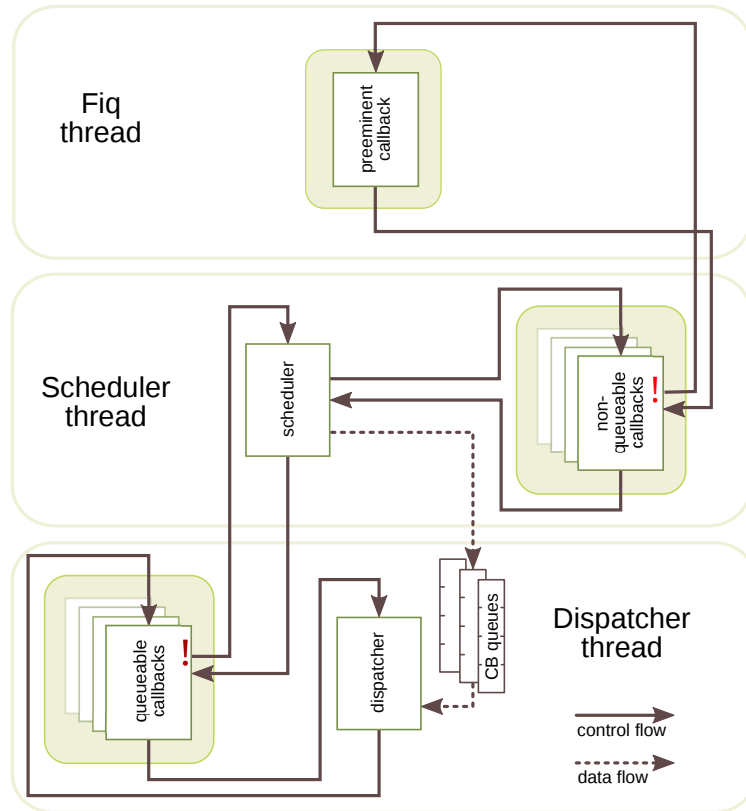 Fiq
thread
preeminent
callback
Scheduler
thread
scheduler
!
non-
queueable
callbacks
Dispatcher
thread
!
queueable
callbacks
dispatcher
CB queues
control flow
data flow